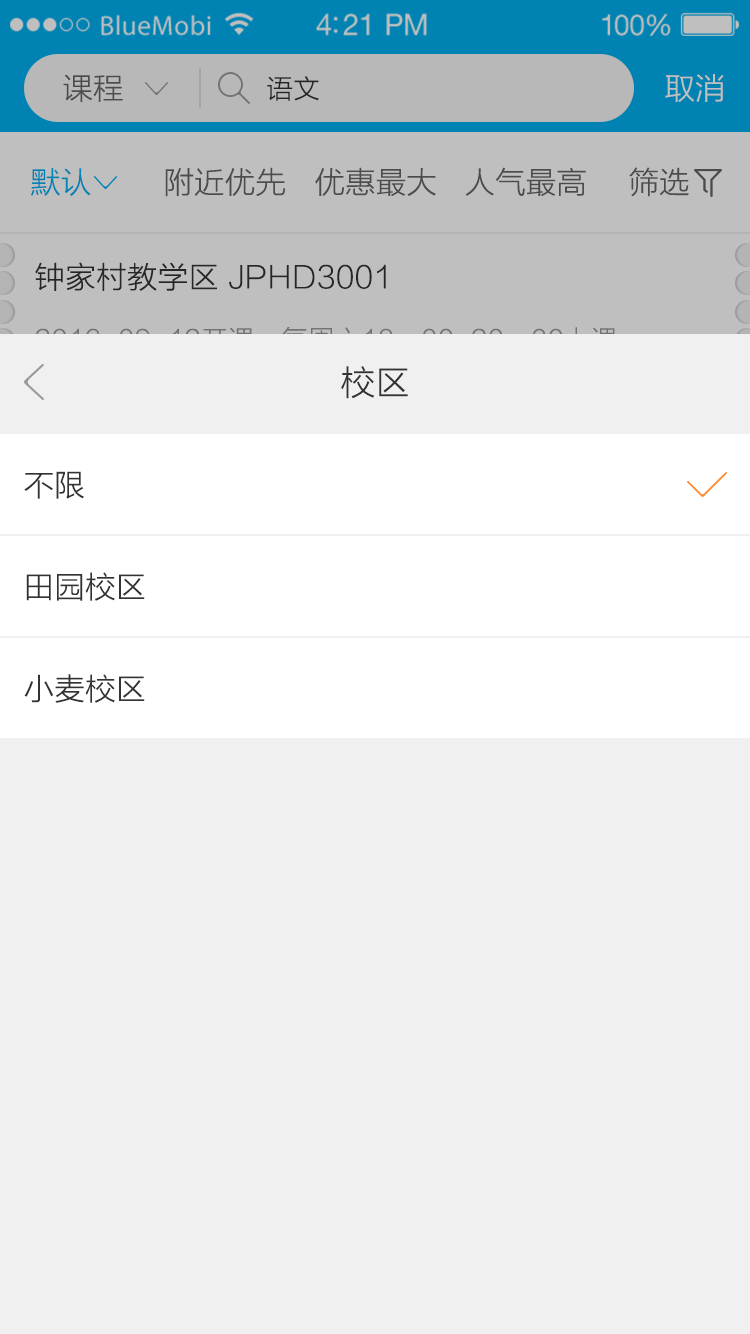 BlueMobi 4:21 PM 100%
课程 语文 取消
默认 附近优先 优惠最大 人气最高 筛选
钟家村教学区 JPHD3001
校区
不限
田园校区
小麦校区